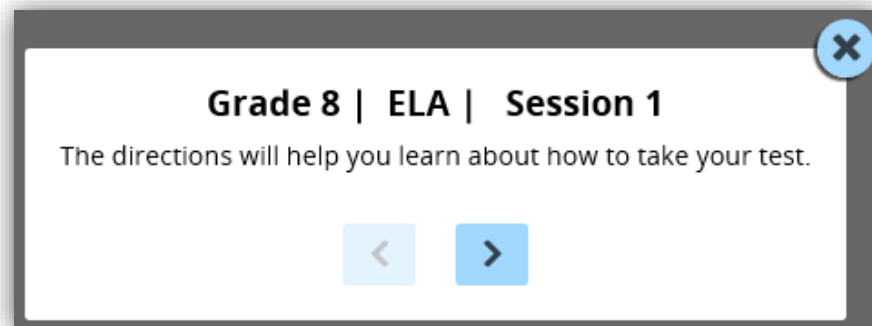 Grade 8 | ELA | Session 1
The directions will help you learn about how to take your test.